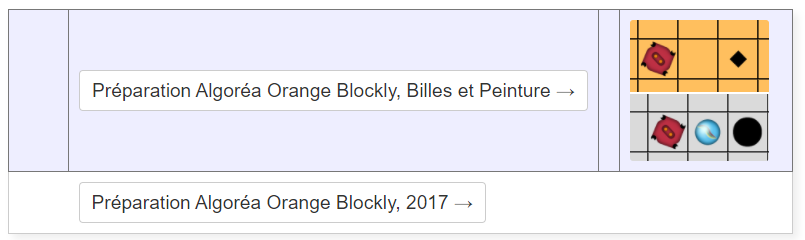 Préparation Algoréa Orange Blockly, Billes et Peinture →
Préparation Algoréa Orange Blockly, 2017 →